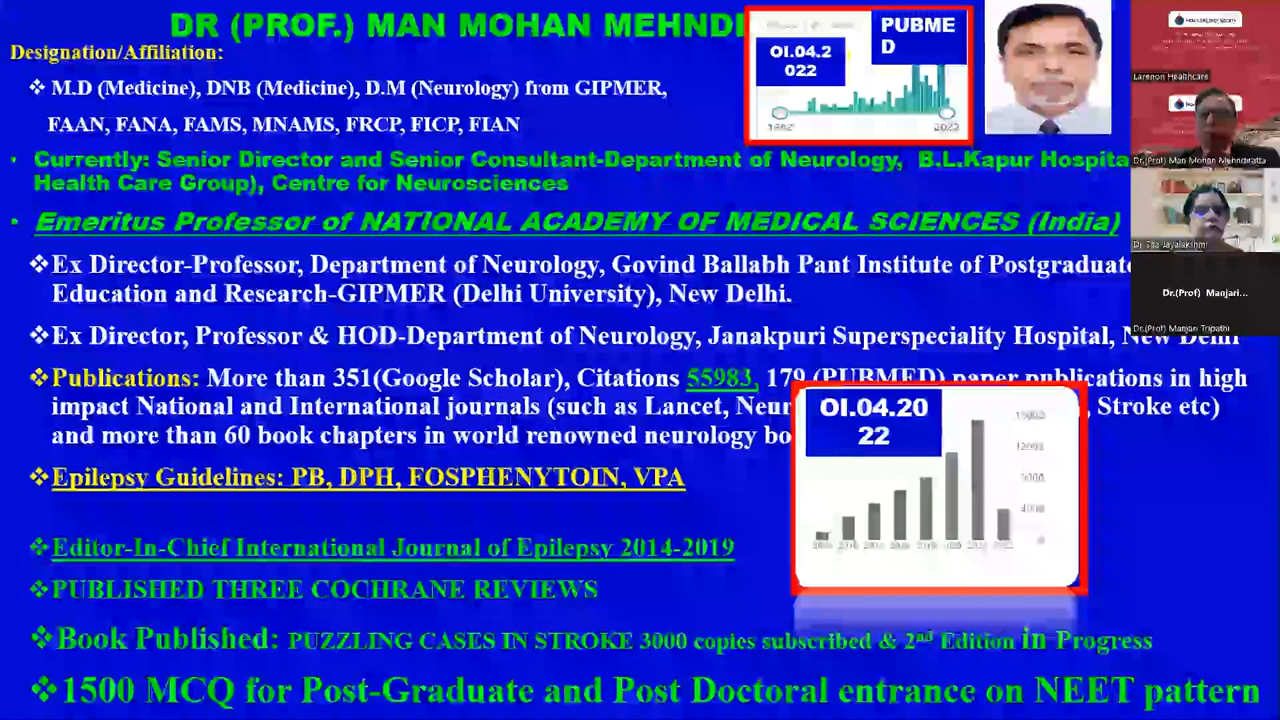 DR (PROF.) MAN MOHAN MEHNDI
Designation/Affiliation:
❖ M.D (Medicine), DNB (Medicine), D.M (Neurology) from GIPMER,
FAAN, FANA, FAMS, MNAMS, FRCP, FICP, FIAN
• Currently: Senior Director and Senior Consultant-Department of Neurology, B.L.Kapur Hospita
Health Care Group), Centre for Neurosciences
• Emeritus Professor of NATIONAL ACADEMY OF MEDICAL SCIENCES (India)
❖Ex Director-Professor, Department of Neurology, Govind Ballabh Pant Institute of Postgraduate
Education and Research-GIPMER (Delhi University), New Delhi.
❖Ex Director, Professor & HOD-Department of Neurology, Janakpuri Superspeciality Hospital, New Delhi
❖Publications: More than 351(Google Scholar), Citations 55983, 179 (PUBMED) paper publications in high
impact National and International journals (such as Lancet, Neur , Stroke etc)
and more than 60 book chapters in world renowned neurology bo
❖Epilepsy Guidelines: PB, DPH, FOSPHENYTOIN, VPA
❖Editor-In-Chief International Journal of Epilepsy 2014-2019
❖PUBLISHED THREE COCHRANE REVIEWS
❖Book Published: PUZZLING CASES IN STROKE 3000 copies subscribed & 2nd Edition in Progress
❖1500 MCQ for Post-Graduate and Post Doctoral entrance on NEET pattern
OI.04.2
022
PUBME
D
2022
OI.04.20
22
Larenon Healthcare
Dr.(Prof) Man Mohan Mehndiratta
Dr Sita Jayalakshmi
Dr.(Prof) Manjari...
Dr.(Prof) Manjari Tripathi